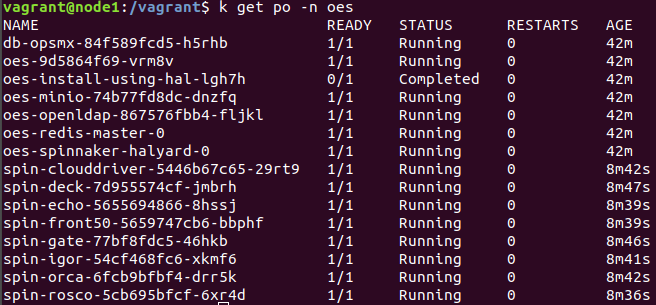 vagrant@node1:/vagrant$ k get po -n oes
NAME READY STATUS RESTARTS AGE
db-opsmx-84f589fcd5-h5rhb 1/1 Running 0 42m
oes-9d5864f69-vrm8v 1/1 Running 0 42m
oes-install-using-hal-lgh7h 0/1 Completed 0 42m
oes-minio-74b77fd8dc-dnzfq 1/1 Running 0 42m
oes-openldap-867576fbb4-fljkl 1/1 Running 0 42m
oes-redis-master-0 1/1 Running 0 42m
oes-spinnaker-halyard-0 1/1 Running 0 42m
spin-clouddriver-5446b67c65-29rt9 1/1 Running 0 8m42s
spin-deck-7d955574cf-jmbrh 1/1 Running 0 8m47s
spin-echo-5655694866-8hssj 1/1 Running 0 8m39s
spin-front50-5659747cb6-bbphf 1/1 Running 0 8m39s
spin-gate-77bf8fdc5-46hkb 1/1 Running 0 8m46s
spin-igor-54cf468fc6-xkmf6 1/1 Running 0 8m41s
spin-orca-6fcb9bfbf4-drr5k 1/1 Running 0 8m42s
spin-rosco-5cb695bfcf-6xr4d 1/1 Running 0 8m36s